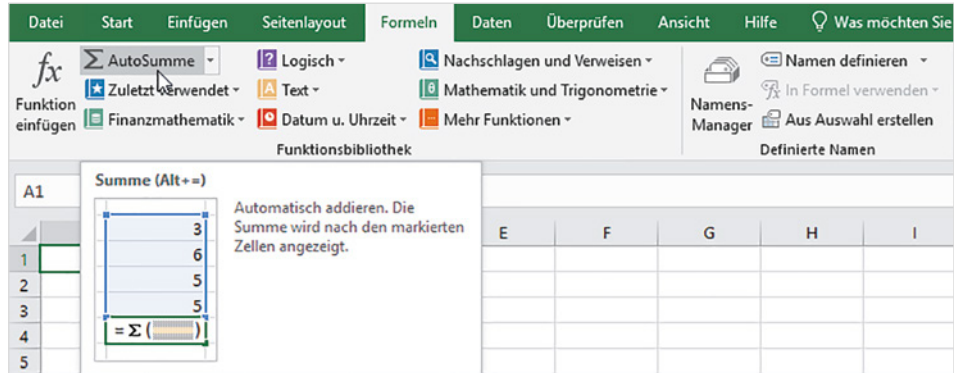 Datei Start Einfügen Seitenlayout Formeln Daten Überprüfen Ansicht Hilfe Was möchten Sie
fx
Funktion
einfügen
Σ AutoSumme
Zuletzt verwendet
Finanzmathematik
? Logisch
A Text
Datum u. Uhrzeit
Nachschlagen und Verweisen
θ Mathematik und Trigonometrie
Mehr Funktionen
Funktionsbibliothek
Namens-
Manager
Namen definieren
fx In Formel verwenden
Aus Auswahl erstellen
Definierte Namen
A1
Summe (Alt+=)
Automatisch addieren. Die
Summe wird nach den markierten
Zellen angezeigt.
3
6
5
5
= Σ ( )
E F G H I
1
2
3
4
5